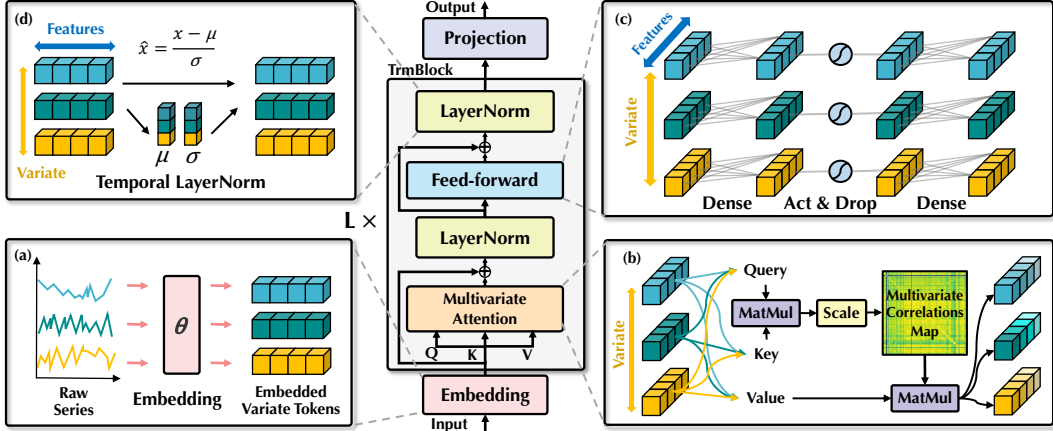 (d)
Features
x̂ = x − μ / σ
μ
σ
Variate
Temporal LayerNorm
(a)
θ
Raw
Series
Embedding
Embedded
Variate Tokens
Output
Projection
TrmBlock
LayerNorm
Feed-forward
L ×
LayerNorm
Multivariate
Attention
Q
K
V
Embedding
Input
(c)
Features
Variate
Dense
Act & Drop
Dense
(b)
Variate
Query
MatMul
Scale
Key
Value
Multivariate
Correlations
Map
MatMul